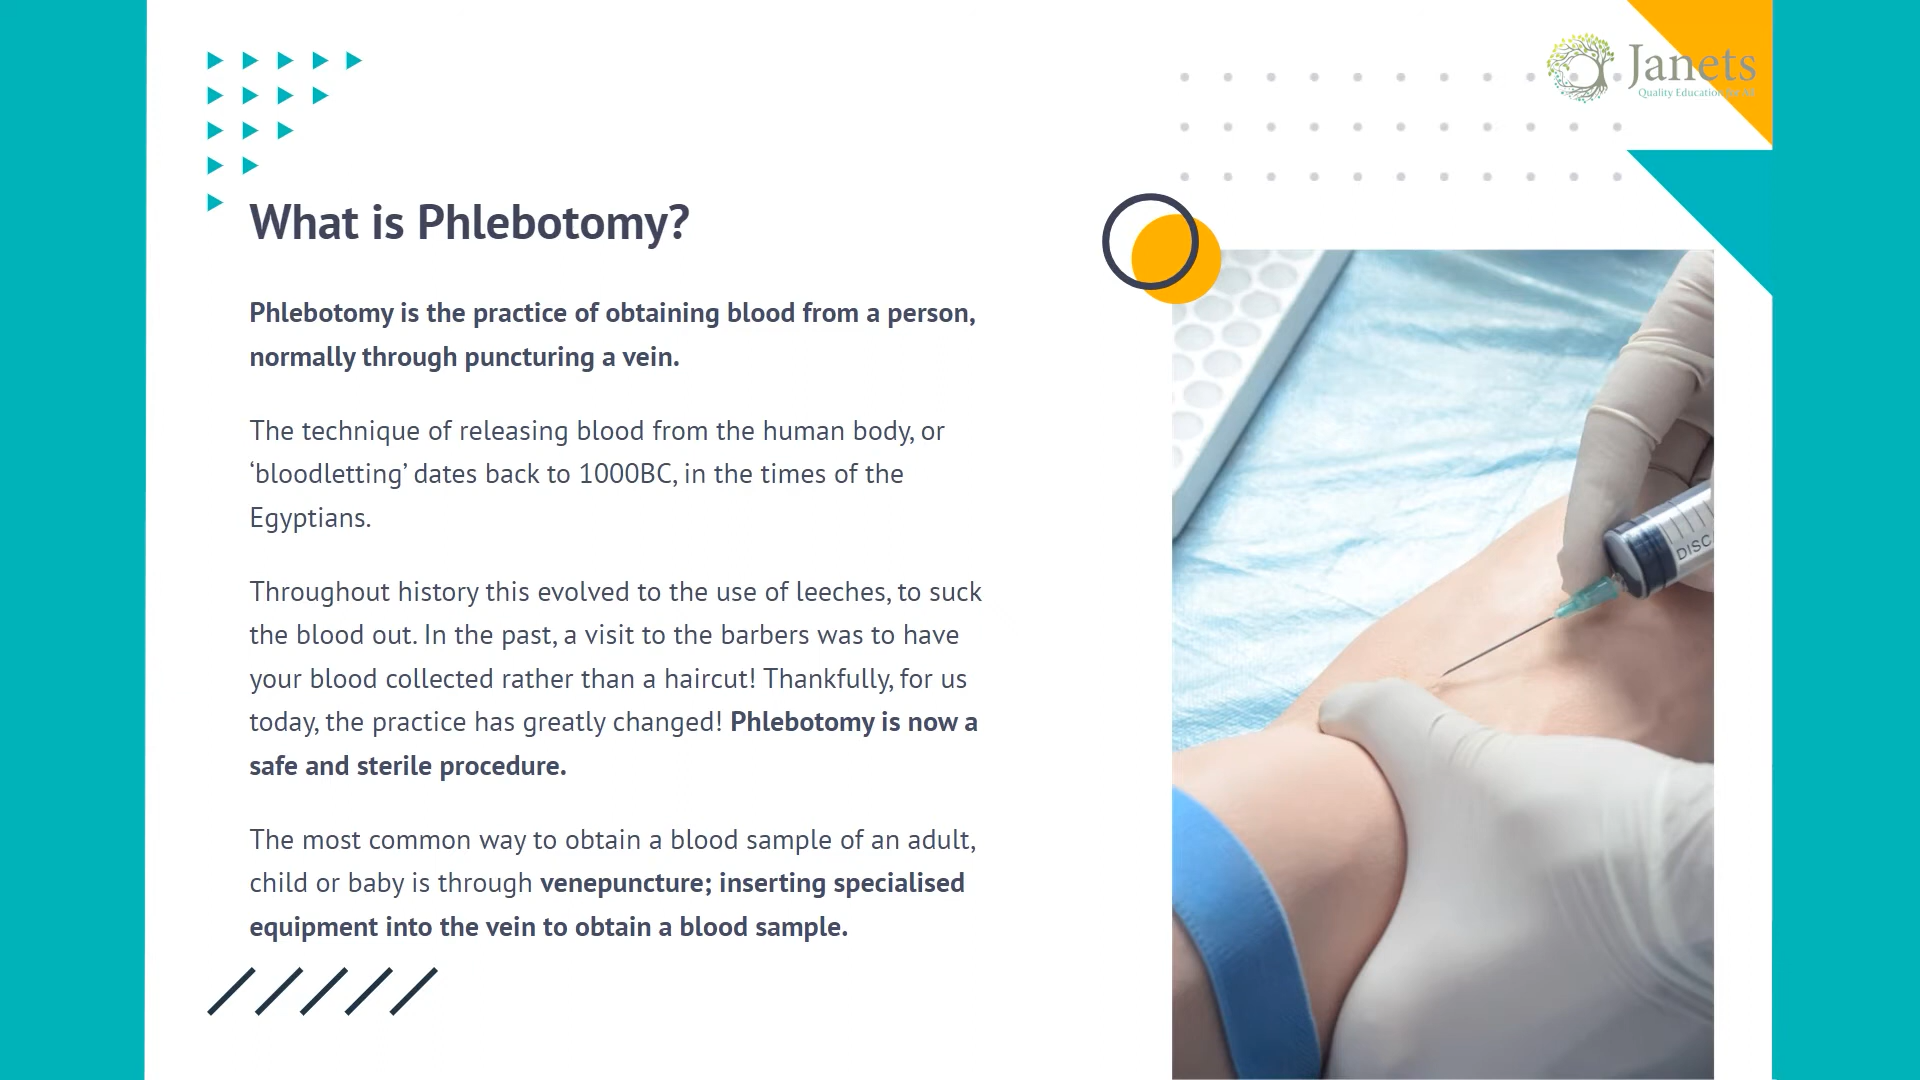 Janets
Quality Education for All
What is Phlebotomy?
Phlebotomy is the practice of obtaining blood from a person,
normally through puncturing a vein.
The technique of releasing blood from the human body, or
‘bloodletting’ dates back to 1000BC, in the times of the
Egyptians.
Throughout history this evolved to the use of leeches, to suck
the blood out. In the past, a visit to the barbers was to have
your blood collected rather than a haircut! Thankfully, for us
today, the practice has greatly changed! Phlebotomy is now a
safe and sterile procedure.
The most common way to obtain a blood sample of an adult,
child or baby is through venepuncture; inserting specialised
equipment into the vein to obtain a blood sample.
DISC